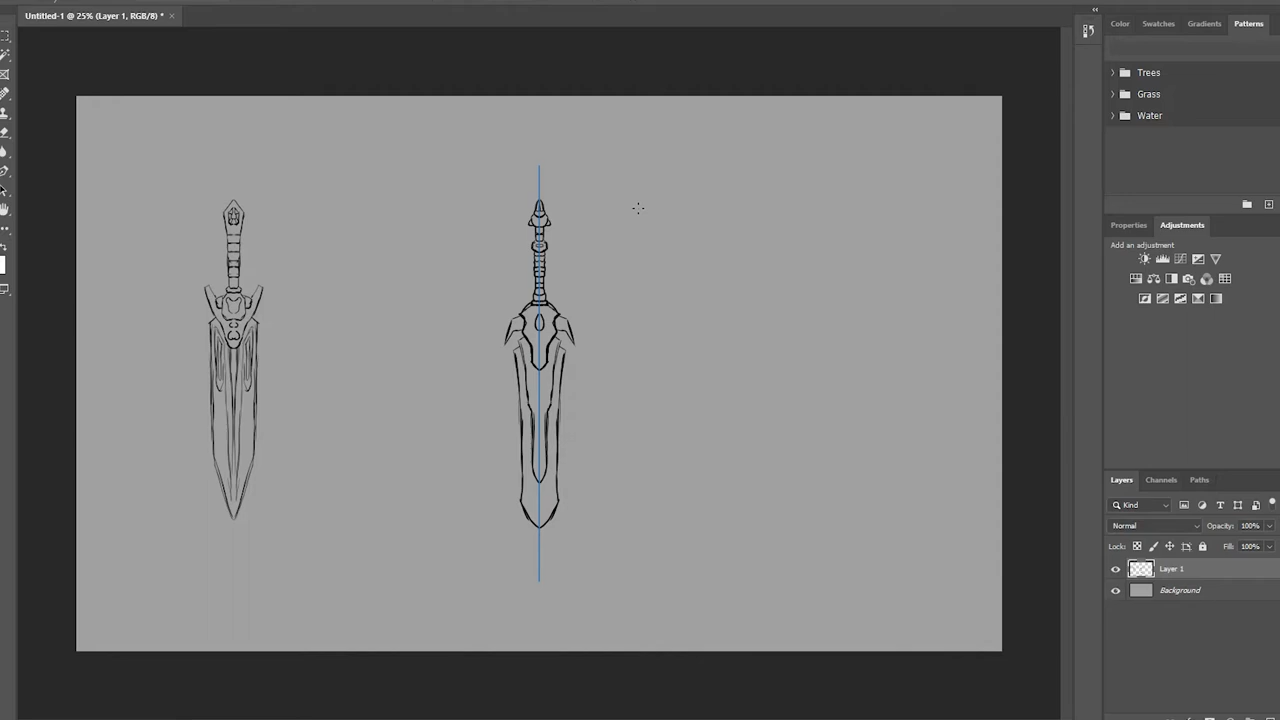 Untitled-1 @ 25% (Layer 1, RGB/8) * ×
Color Swatches Gradients Patterns
Trees
Grass
Water
Properties Adjustments
Add an adjustment
Layers Channels Paths
Kind
Normal Opacity: 100%
Lock: Fill: 100%
Layer 1
Background